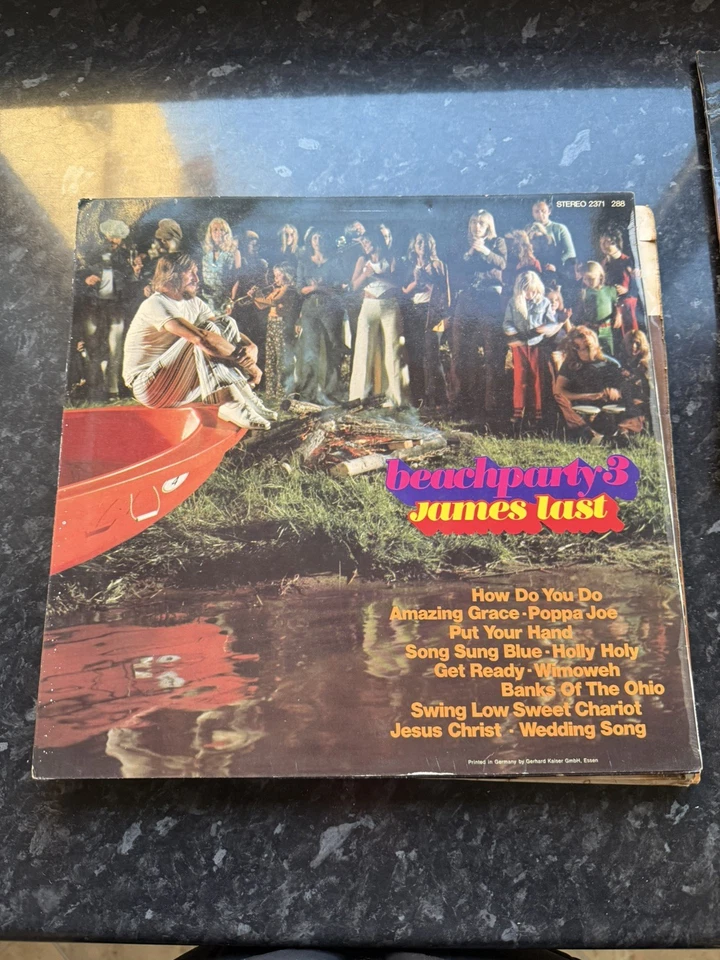 STEREO 2371 288
beachparty 3
james last
How Do You Do
Amazing Grace · Poppa Joe
Put Your Hand
Song Sung Blue · Holly Holy
Get Ready · Wimoweh
Banks Of The Ohio
Swing Low Sweet Chariot
Jesus Christ · Wedding Song
Printed in Germany by Gerhard Kaiser GmbH, Essen